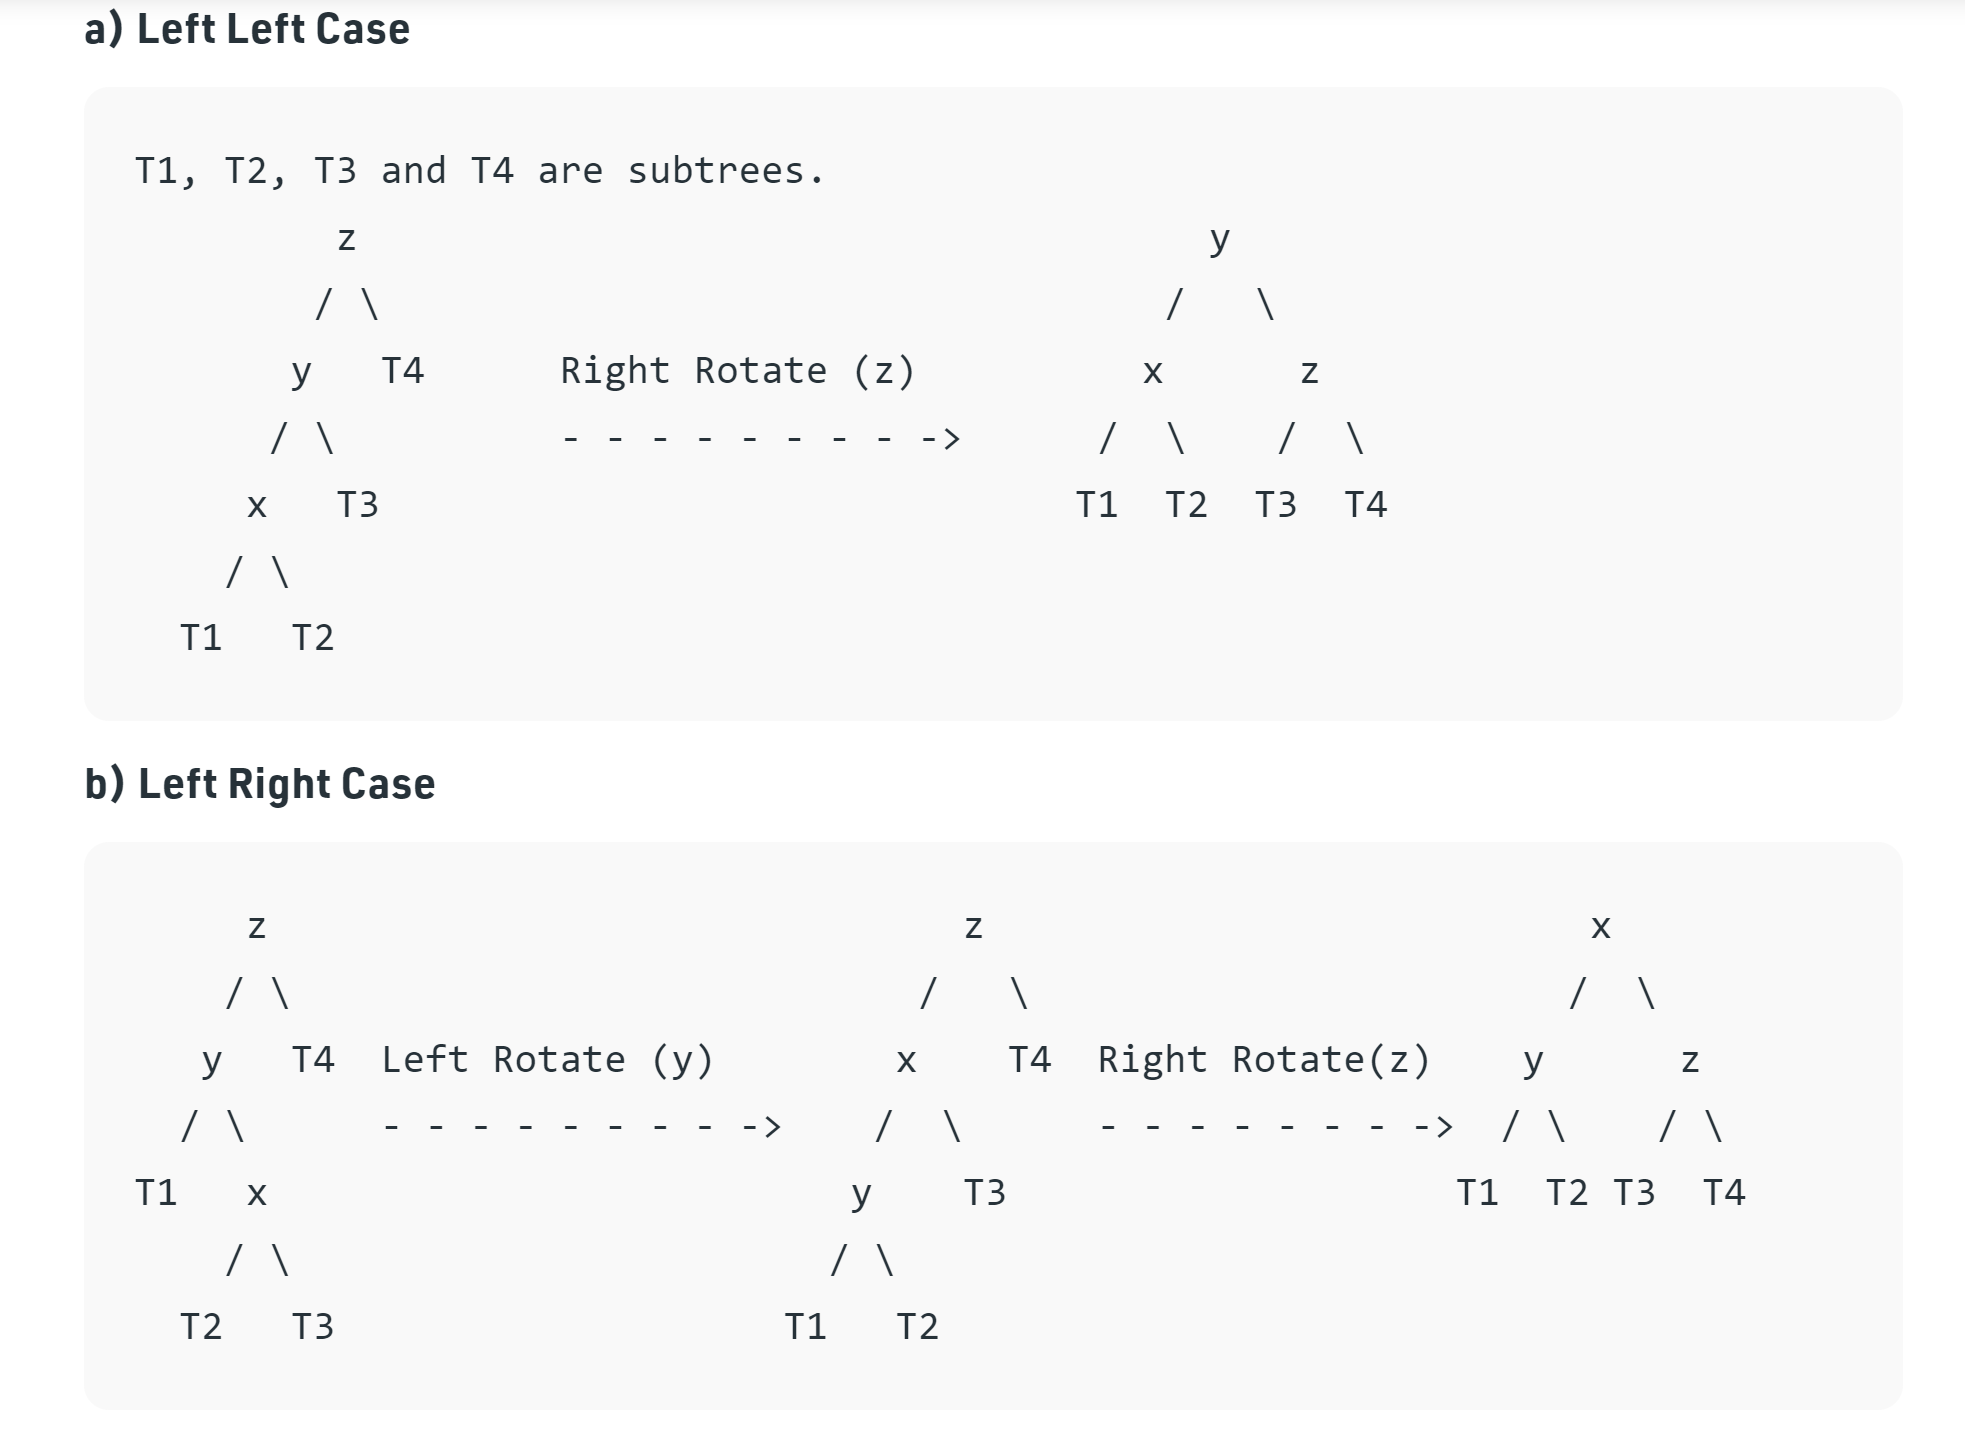 a) Left Left Case
T1, T2, T3 and T4 are subtrees.
         z                                      y
        / \                                   /   \
       y   T4      Right Rotate (z)          x      z
      / \          - - - - - - - - ->      /  \    /  \
     x   T3                               T1  T2  T3  T4
    / \
  T1   T2
b) Left Right Case
     z                               z                           x
    / \                            /   \                        /  \
   y   T4  Left Rotate (y)        x    T4  Right Rotate(z)    y      z
  / \      - - - - - - - - ->    /  \      - - - - - - - ->  / \    / \
T1   x                          y    T3                    T1  T2 T3  T4
    / \                        / \
  T2   T3                    T1   T2